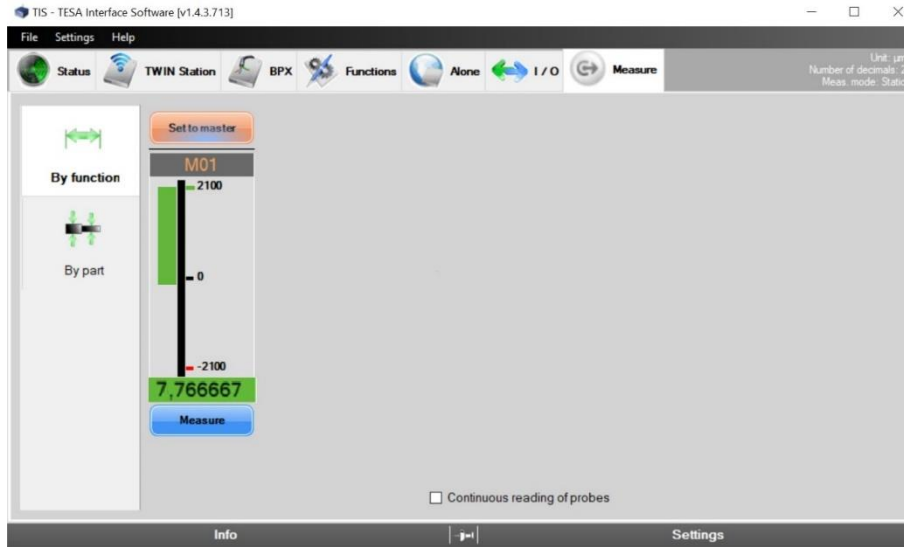 TIS - TESA Interface Software [v1.4.3.713]
File Settings Help
Status TWIN Station BPX Functions Alone I / O Measure
Unit: µm
Number of decimals: 2
Meas. mode: Static
By function
By part
Set to master
M01
2100
0
-2100
7,766667
Measure
Continuous reading of probes
Info Settings